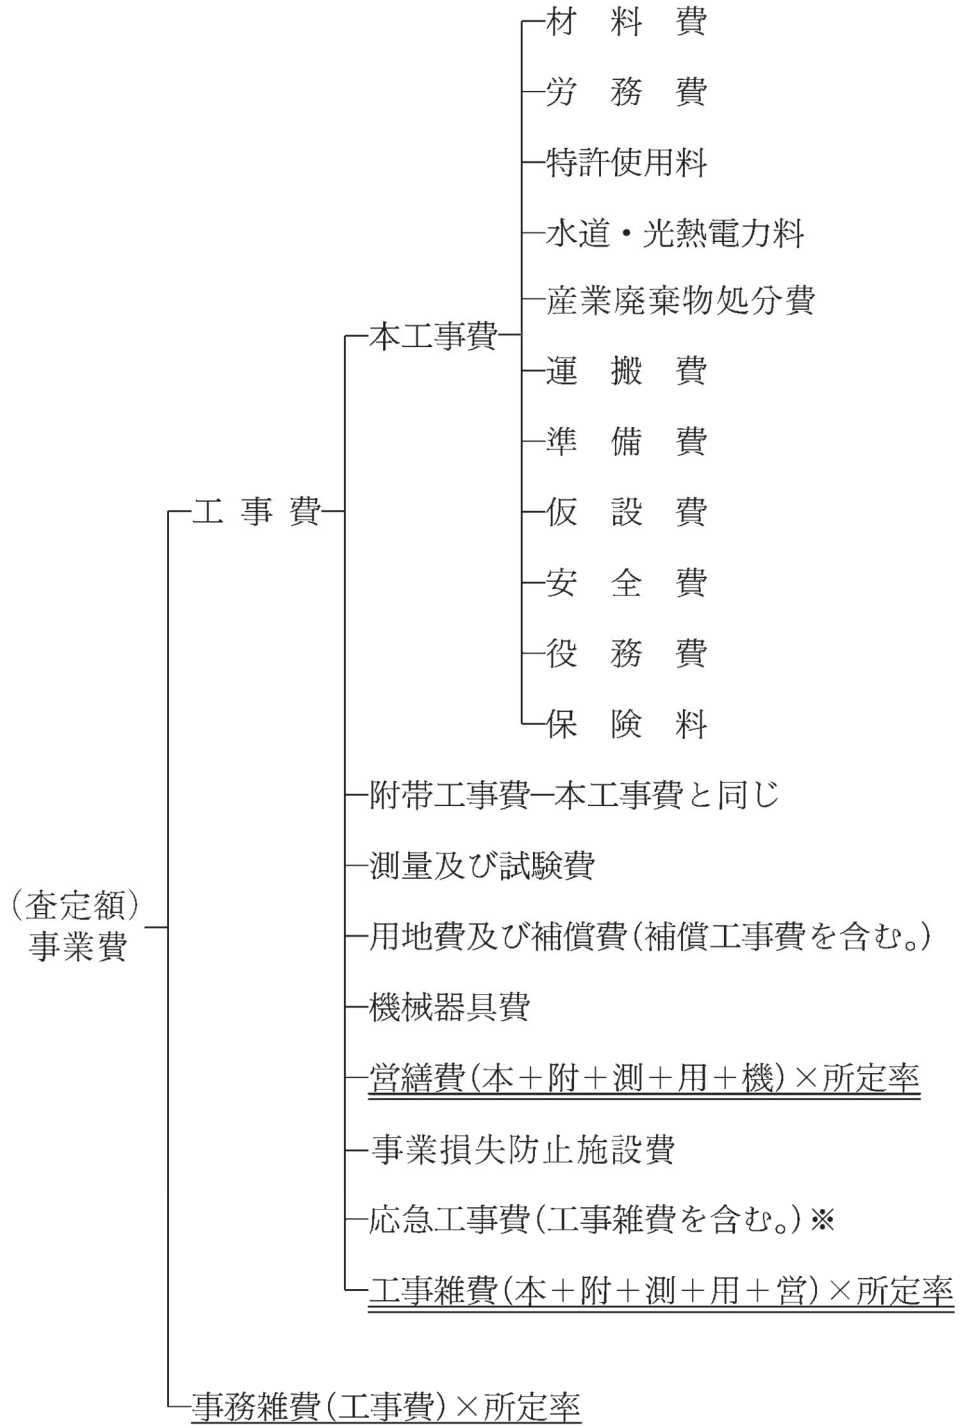 材料費
労務費
特許使用料
水道・光熱電力料
産業廃棄物処分費
本工事費
運搬費
準備費
工事費
仮設費
安全費
役務費
保険料
附帯工事費―本工事費と同じ
測量及び試験費
(査定額)
事業費
用地費及び補償費(補償工事費を含む。)
機械器具費
営繕費(本＋附＋測＋用＋機)×所定率
事業損失防止施設費
応急工事費(工事雑費を含む。)※
工事雑費(本＋附＋測＋用＋営)×所定率
事務雑費(工事費)×所定率